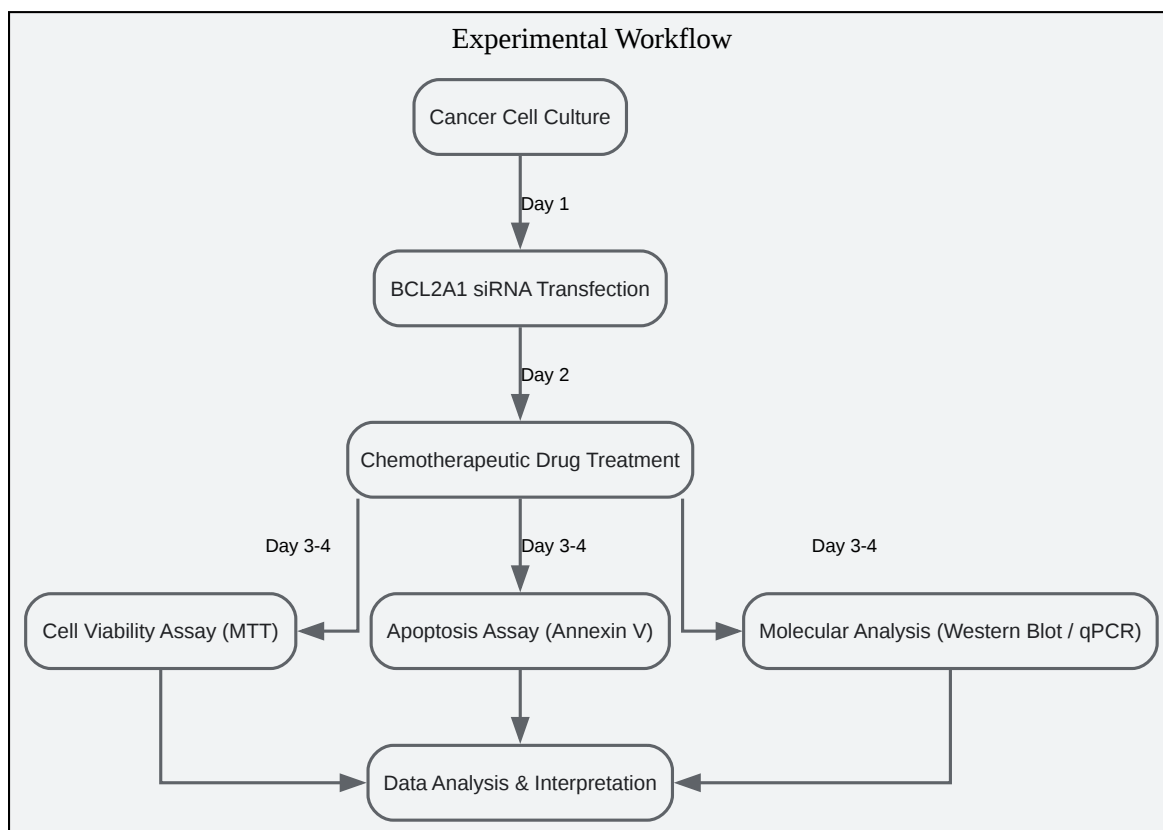 Experimental Workflow
Cancer Cell Culture
Day 1
BCL2A1 siRNA Transfection
Day 2
Chemotherapeutic Drug Treatment
Day 3-4
Day 3-4
Day 3-4
Cell Viability Assay (MTT)
Apoptosis Assay (Annexin V)
Molecular Analysis (Western Blot / qPCR)
Data Analysis & Interpretation